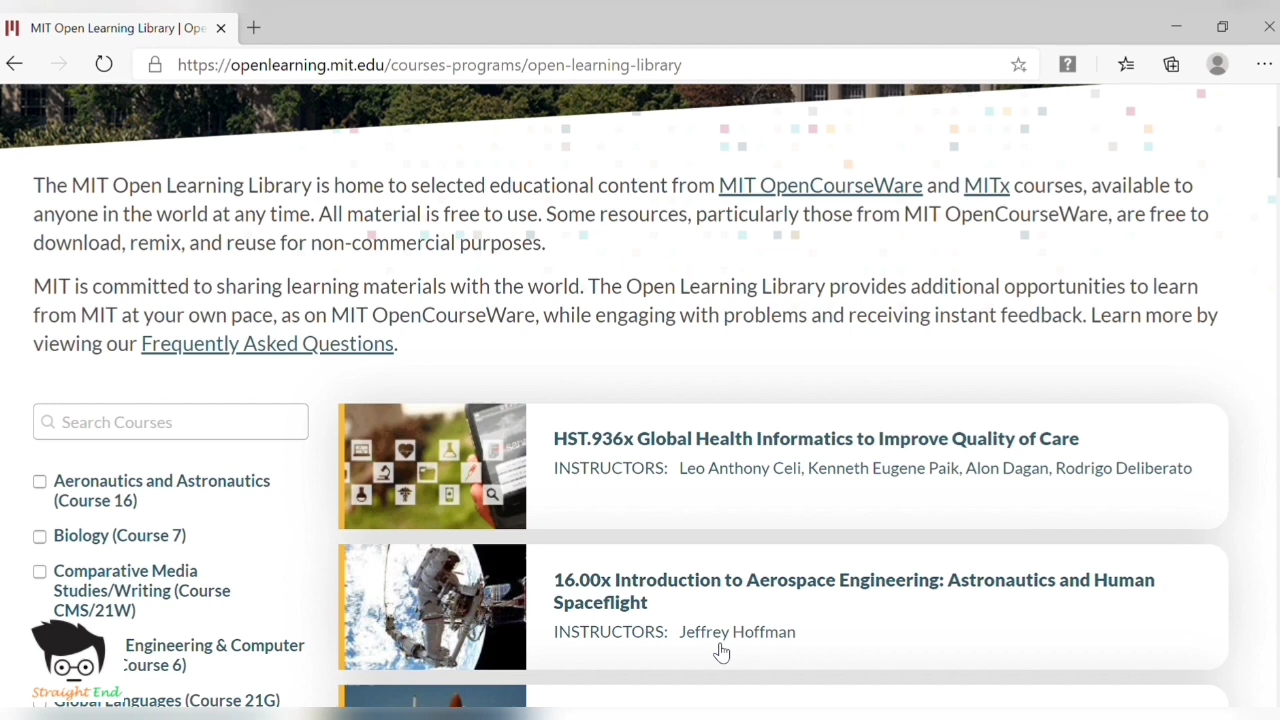 MIT Open Learning Library | Ope
https://openlearning.mit.edu/courses-programs/open-learning-library
The MIT Open Learning Library is home to selected educational content from MIT OpenCourseWare and MITx courses, available to
anyone in the world at any time. All material is free to use. Some resources, particularly those from MIT OpenCourseWare, are free to
download, remix, and reuse for non-commercial purposes.
MIT is committed to sharing learning materials with the world. The Open Learning Library provides additional opportunities to learn
from MIT at your own pace, as on MIT OpenCourseWare, while engaging with problems and receiving instant feedback. Learn more by
viewing our Frequently Asked Questions.
Search Courses
Aeronautics and Astronautics
(Course 16)
Biology (Course 7)
Comparative Media
Studies/Writing (Course
CMS/21W)
Engineering & Computer
Course 6)
Global Languages (Course 21G)
Straight End
HST.936x Global Health Informatics to Improve Quality of Care
INSTRUCTORS: Leo Anthony Celi, Kenneth Eugene Paik, Alon Dagan, Rodrigo Deliberato
16.00x Introduction to Aerospace Engineering: Astronautics and Human
Spaceflight
INSTRUCTORS: Jeffrey Hoffman